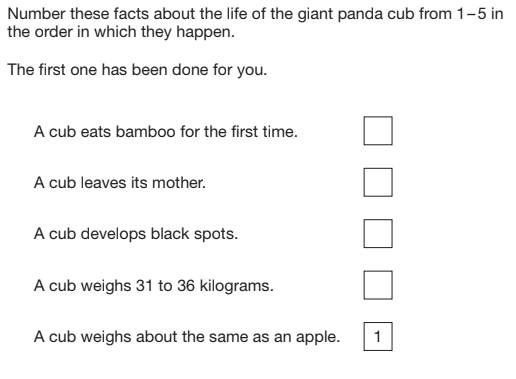 Number these facts about the life of the giant panda cub from 1–5 in
the order in which they happen.
The first one has been done for you.
A cub eats bamboo for the first time.
A cub leaves its mother.
A cub develops black spots.
A cub weighs 31 to 36 kilograms.
A cub weighs about the same as an apple. 1